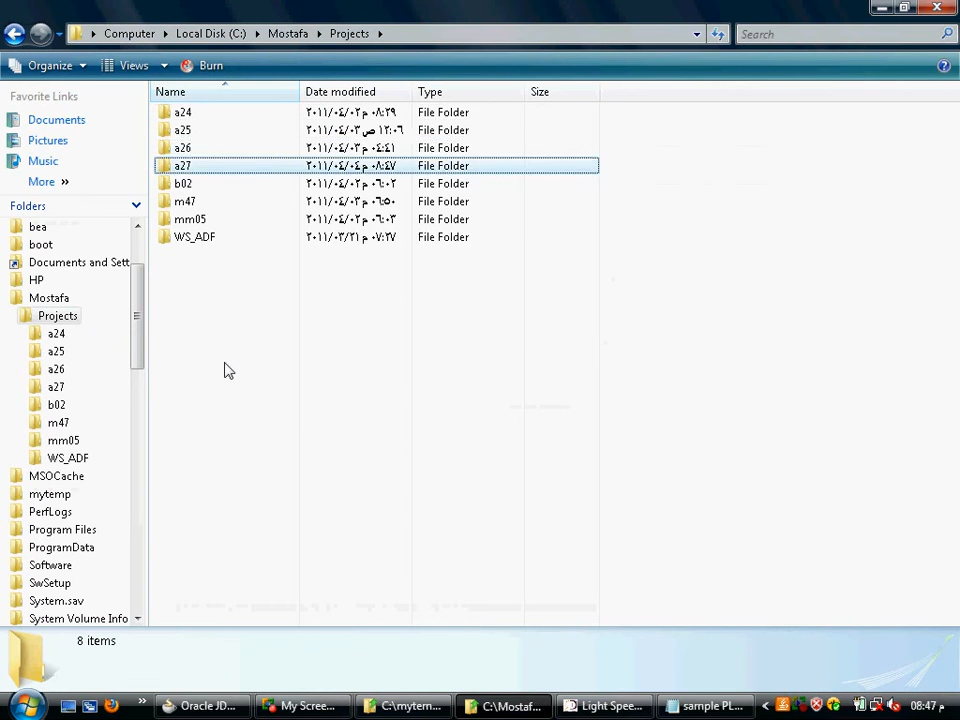 Computer Local Disk (C:) Mostafa Projects Search
Organize Views Burn
Favorite Links
Documents
Pictures
Music
More »
Folders
bea
boot
Documents and Sett
HP
Mostafa
Projects
a24
a25
a26
a27
b02
m47
mm05
WS_ADF
MSOCache
mytemp
PerfLogs
Program Files
ProgramData
Software
SwSetup
System.sav
System Volume Info
Name Date modified Type Size
a24 ٢٠١١/٠٤/٠٢ م ٠٨:٢٩ File Folder
a25 ٢٠١١/٠٤/٠٣ ص ١٢:٠٦ File Folder
a26 ٢٠١١/٠٤/٠٣ م ٠٤:٤١ File Folder
a27 ٢٠١١/٠٤/٠٤ م ٠٨:٤٧ File Folder
b02 ٢٠١١/٠٤/٠٢ م ٠٦:٠٢ File Folder
m47 ٢٠١١/٠٤/٠٣ م ٠٦:٥٠ File Folder
mm05 ٢٠١١/٠٤/٠٢ م ٠٦:٠٣ File Folder
WS_ADF ٢٠١١/٠٣/٢١ م ٠٧:٢٧ File Folder
8 items
» Oracle JD... My Scree... C:\mytem... C:\Mostaf... Light Spee... sample PL... 08:47 م